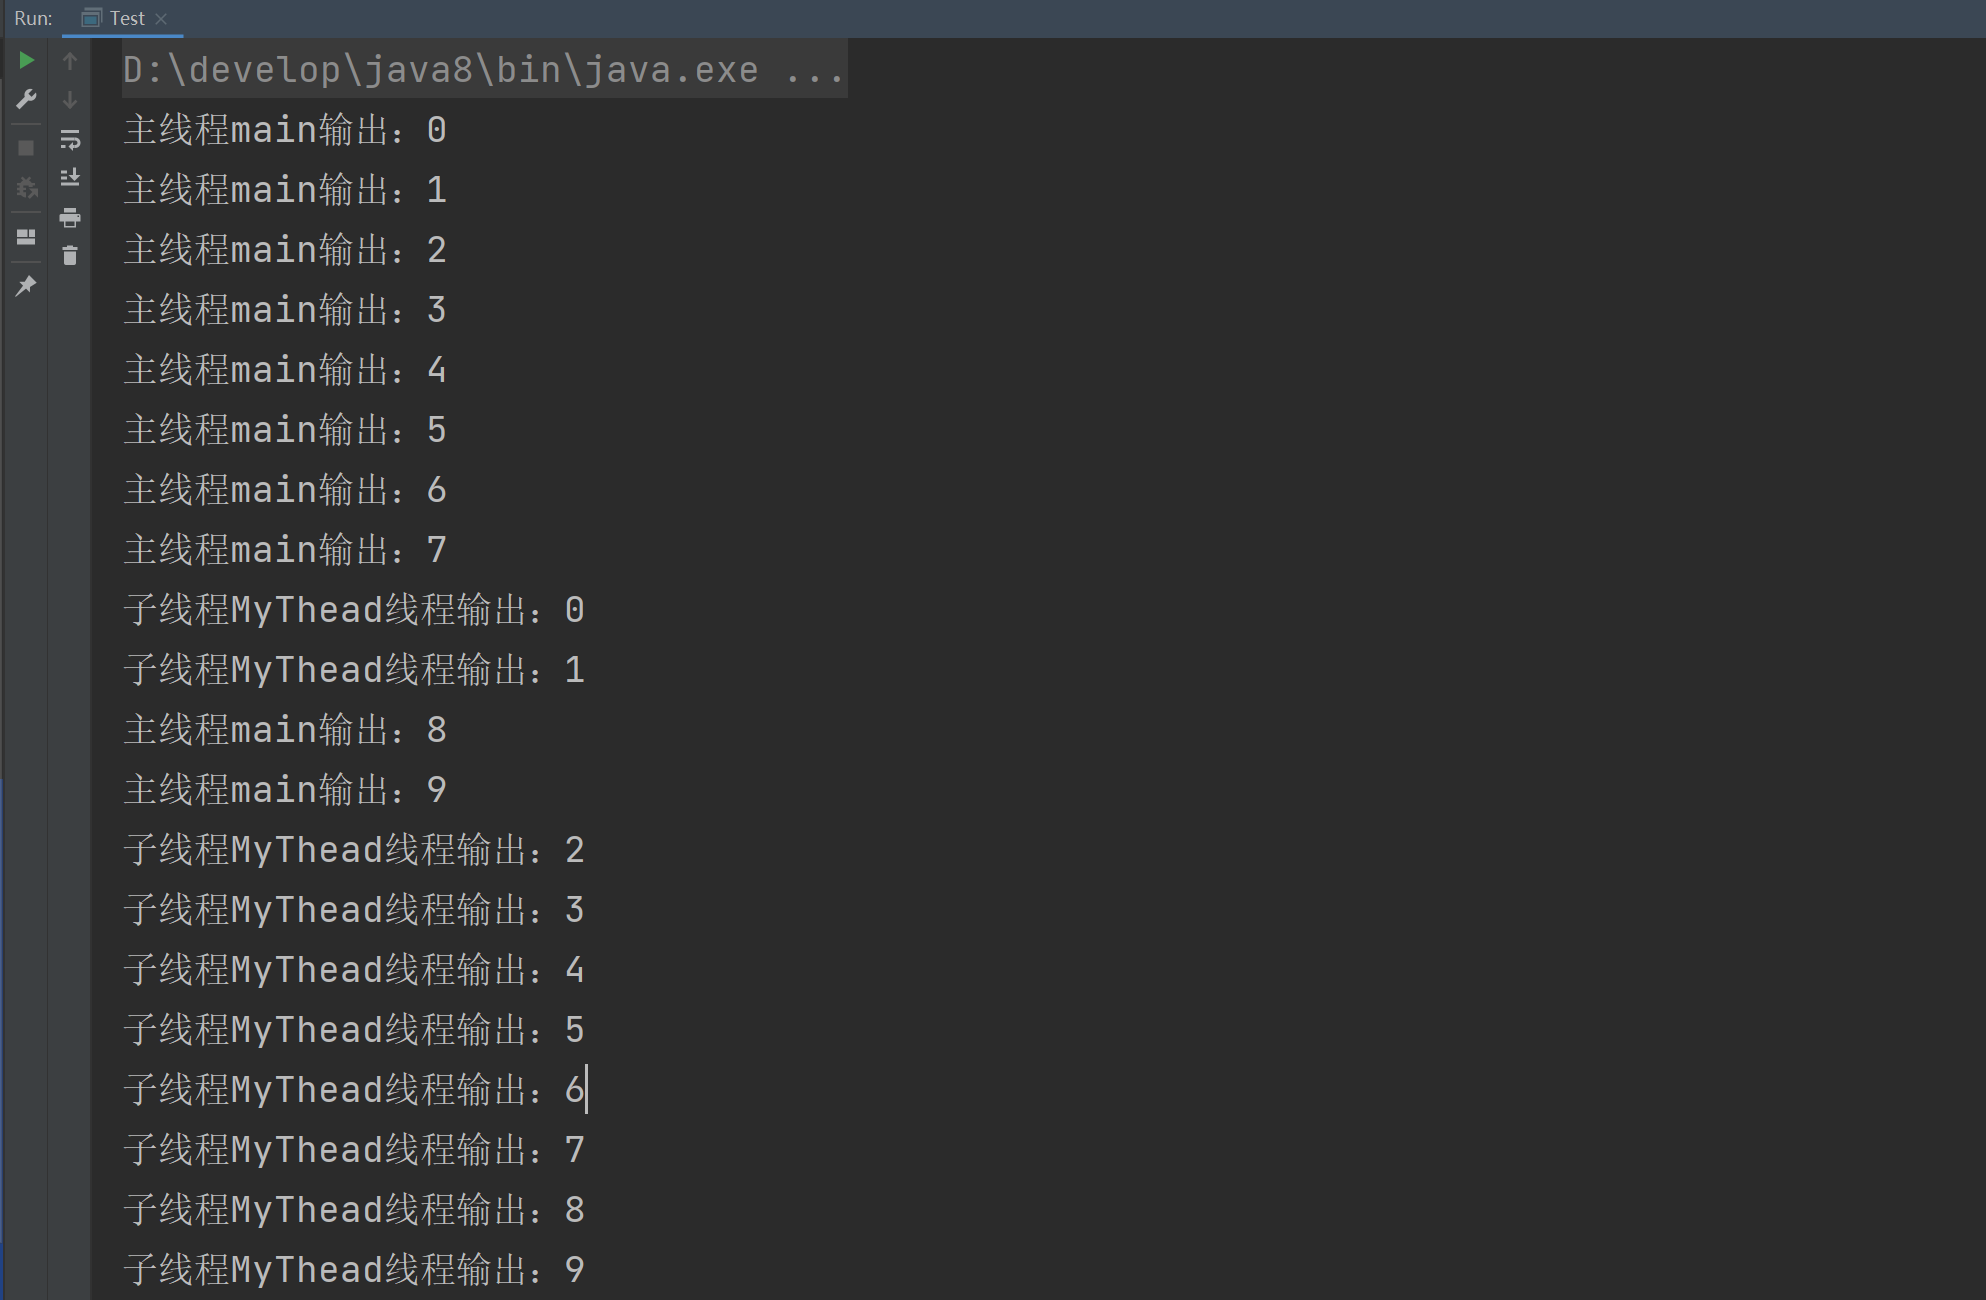 Run: Test
D:\develop\java8\bin\java.exe ...
主线程main输出：0
主线程main输出：1
主线程main输出：2
主线程main输出：3
主线程main输出：4
主线程main输出：5
主线程main输出：6
主线程main输出：7
子线程MyThead线程输出：0
子线程MyThead线程输出：1
主线程main输出：8
主线程main输出：9
子线程MyThead线程输出：2
子线程MyThead线程输出：3
子线程MyThead线程输出：4
子线程MyThead线程输出：5
子线程MyThead线程输出：6
子线程MyThead线程输出：7
子线程MyThead线程输出：8
子线程MyThead线程输出：9